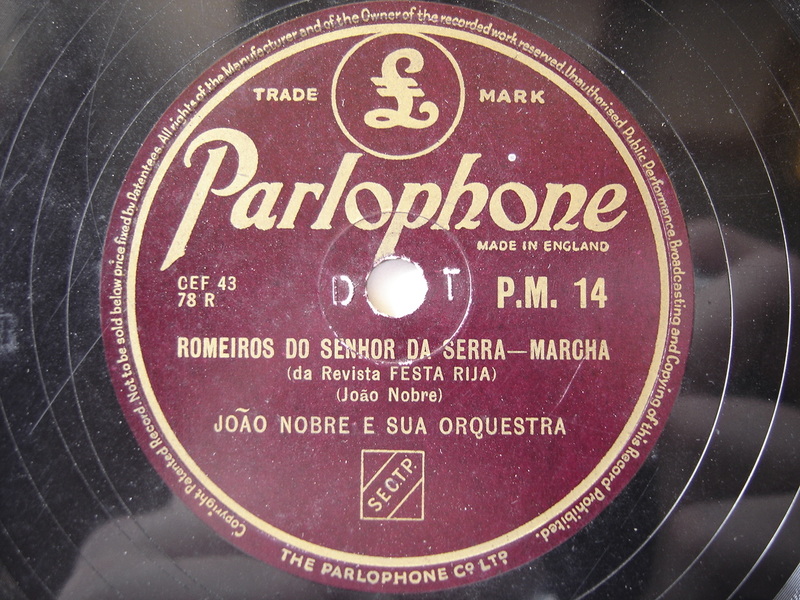 All rights of the Manufacturer and of the Owner of the recorded work reserved. Unauthorised Public Performance Broadcasting and Copying of this Record Prohibited.
£
TRADE MARK
Parlophone
MADE IN ENGLAND
CEF 43
78 R
D T
P.M. 14
ROMEIROS DO SENHOR DA SERRA—MARCHA
(da Revista FESTA RIJA)
(João Nobre)
JOÃO NOBRE E SUA ORQUESTRA
SECTP
Copyright Patented Record. Not to be sold below price fixed by Patentees.
THE PARLOPHONE CO LTD